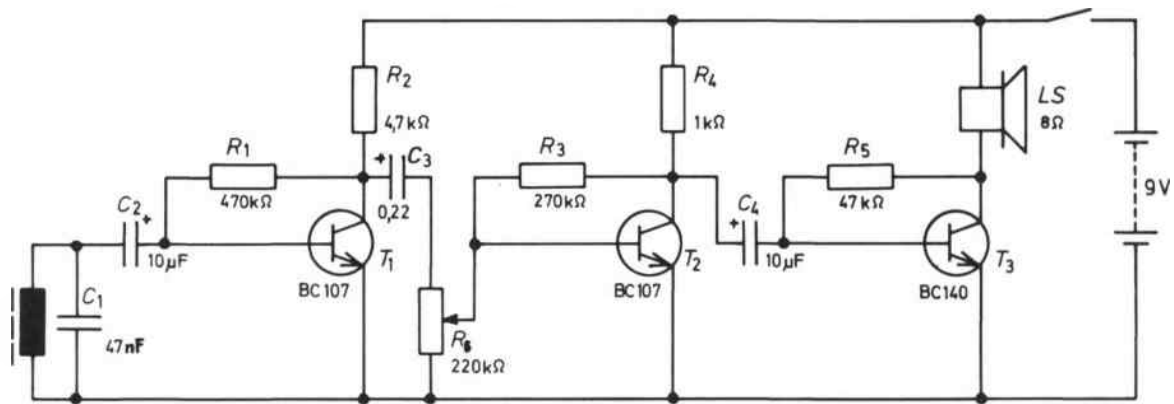 R2
4,7kΩ
R4
1kΩ
LS
8Ω
R1
470kΩ
+ C3
0,22
R3
270kΩ
R5
47kΩ
9V
C2 +
10µF
T1
BC107
T2
BC107
+ C4
10µF
T3
BC140
C1
47nF
R6
220kΩ